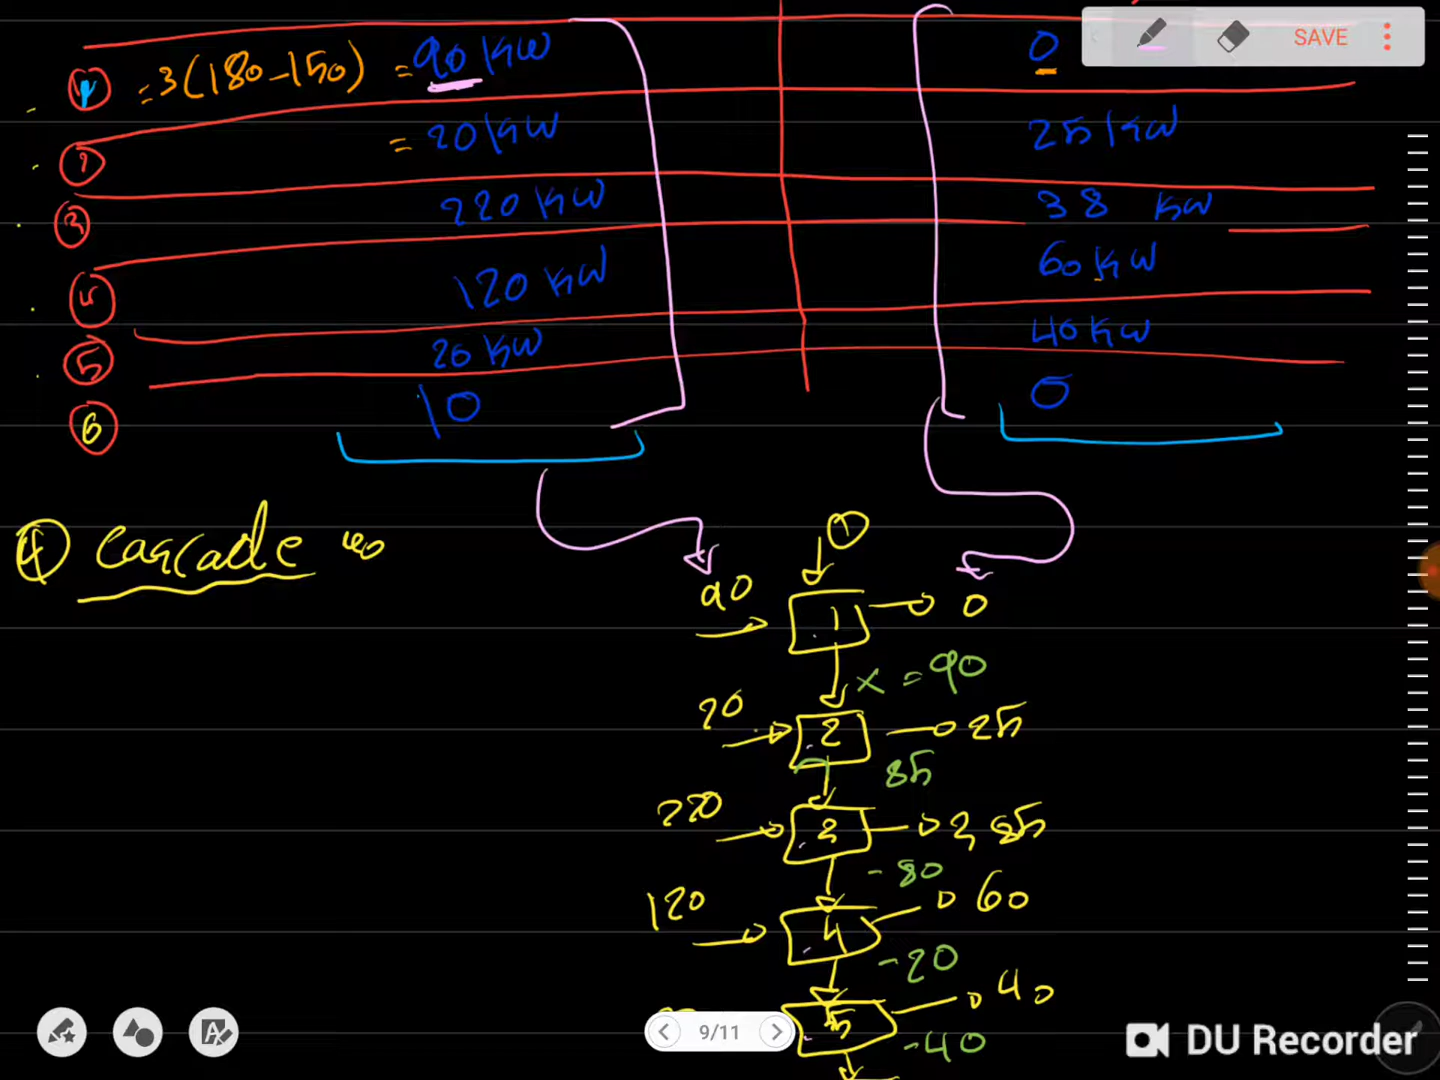 SAVE
① =3(180-150) =90 KW 0
② = 20 KW 25 KW
③ 220 KW 38 KW
④ 120 KW 60 KW
⑤ 20 KW 40 KW
⑥ 10 0
④ Cascade
①
90 1 0
x = 90
20 2 25
85
220 3 385
-80
120 4 60
-20
5 40
-40
9/11
DU Recorder